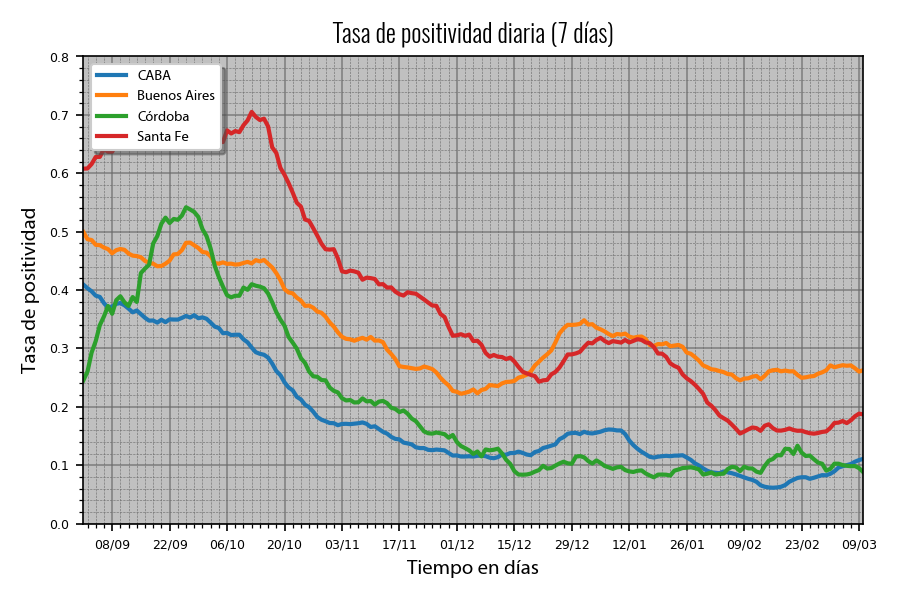 Tasa de positividad diaria (7 días)
CABA
Buenos Aires
Córdoba
Santa Fe
Tasa de positividad
0.8
0.7
0.6
0.5
0.4
0.3
0.2
0.1
0.0
08/09 22/09 06/10 20/10 03/11 17/11 01/12 15/12 29/12 12/01 26/01 09/02 23/02 09/03
Tiempo en días